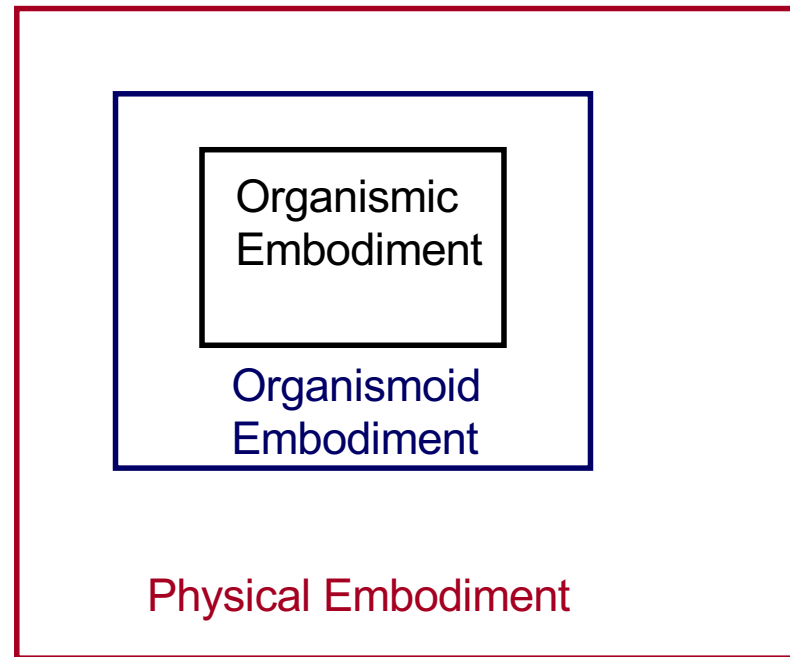 Organismic
Embodiment
Organismoid
Embodiment
Physical Embodiment